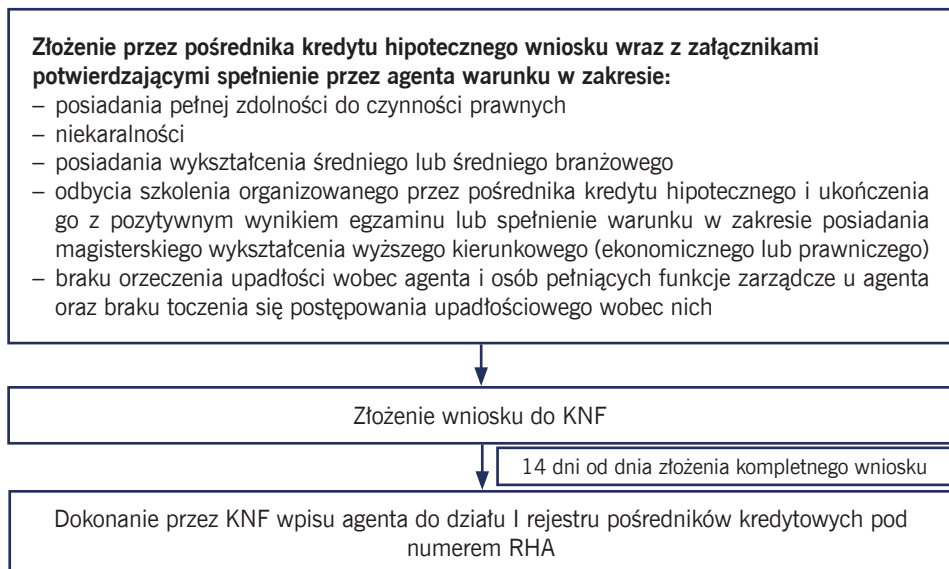 Złożenie przez pośrednika kredytu hipotecznego wniosku wraz z załącznikami
potwierdzającymi spełnienie przez agenta warunku w zakresie:
– posiadania pełnej zdolności do czynności prawnych
– niekaralności
– posiadania wykształcenia średniego lub średniego branżowego
– odbycia szkolenia organizowanego przez pośrednika kredytu hipotecznego i ukończenia
go z pozytywnym wynikiem egzaminu lub spełnienie warunku w zakresie posiadania
magisterskiego wykształcenia wyższego kierunkowego (ekonomicznego lub prawniczego)
– braku orzeczenia upadłości wobec agenta i osób pełniących funkcje zarządcze u agenta
oraz braku toczenia się postępowania upadłościowego wobec nich
Złożenie wniosku do KNF
14 dni od dnia złożenia kompletnego wniosku
Dokonanie przez KNF wpisu agenta do działu I rejestru pośredników kredytowych pod
numerem RHA